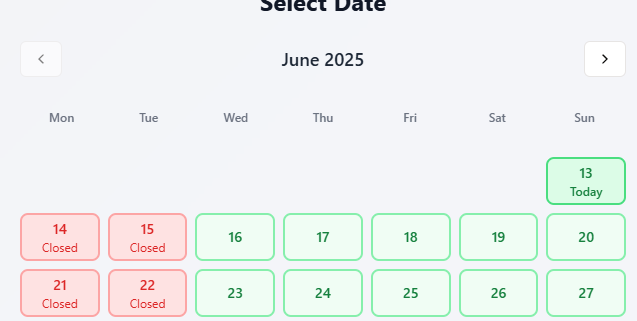 Select Date
June 2025
Mon Tue Wed Thu Fri Sat Sun
13
Today
14 15 16 17 18 19 20
Closed Closed
21 22 23 24 25 26 27
Closed Closed